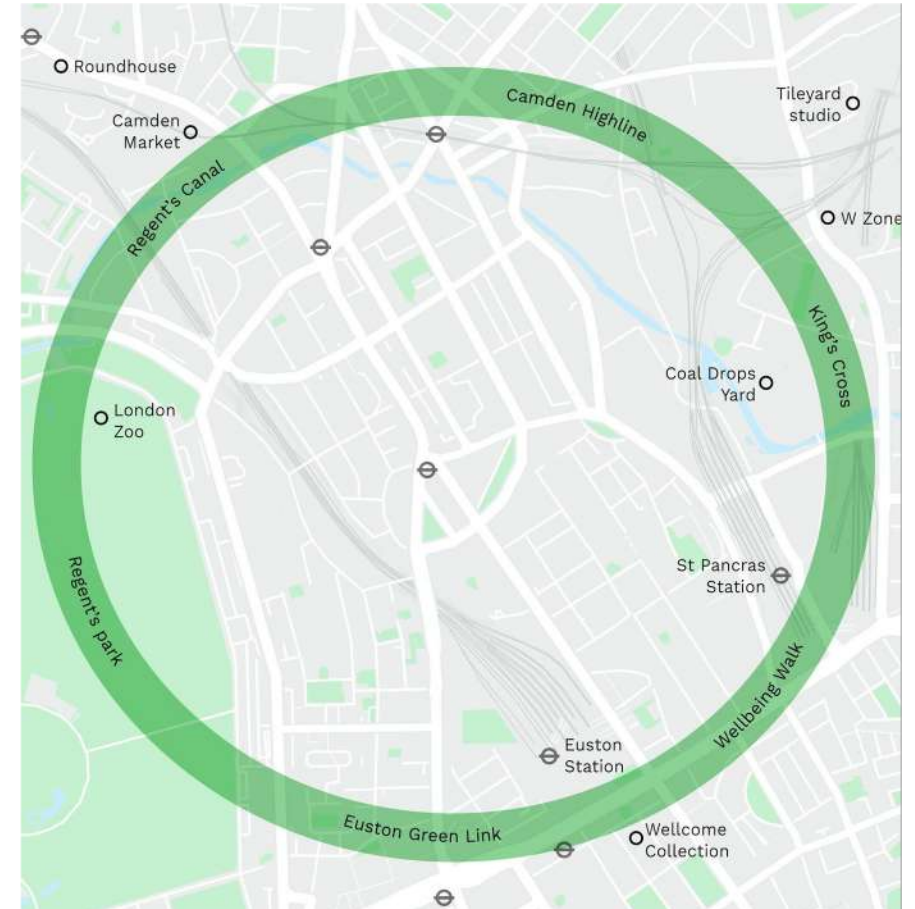 Roundhouse
Camden Highline
Tileyard
studio
Camden
Market
Regent's Canal
W Zone
King's Cross
Coal Drops
Yard
London
Zoo
Regent's park
St Pancras
Station
Wellbeing Walk
Euston
Station
Euston Green Link
Wellcome
Collection